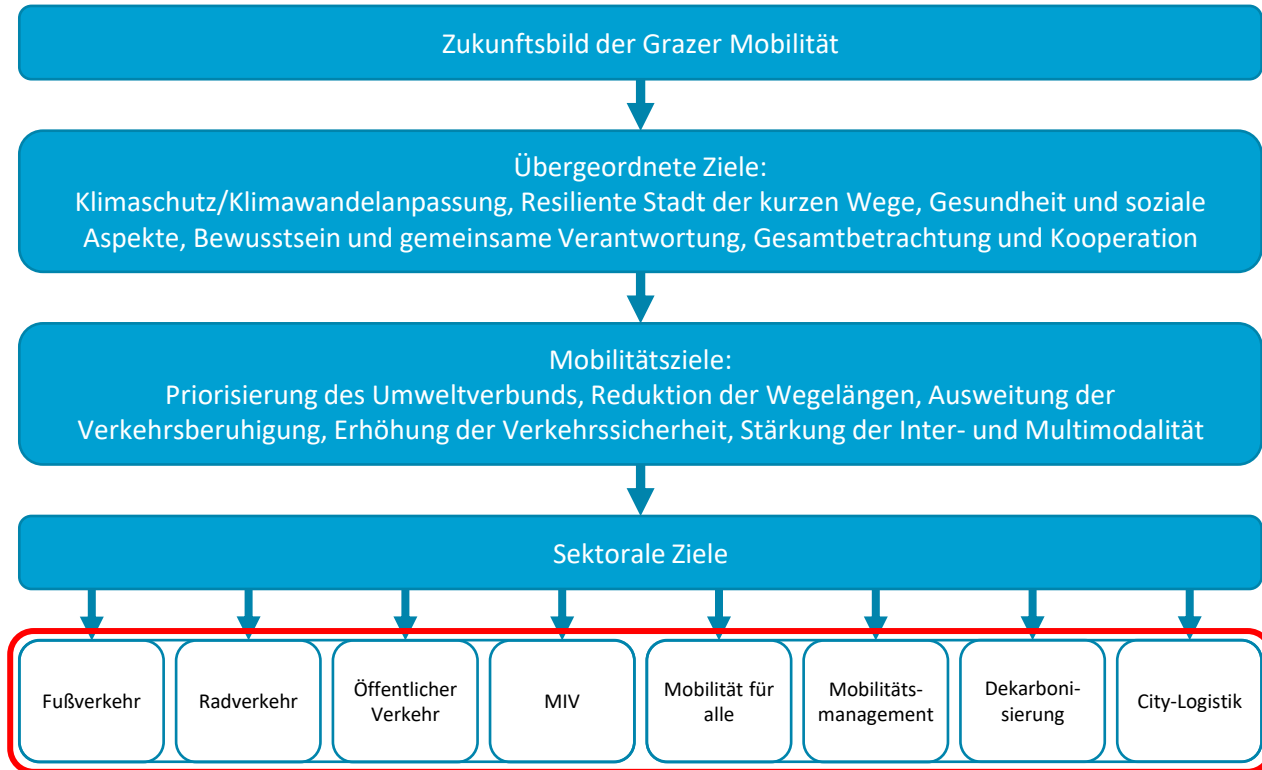 Zukunftsbild der Grazer Mobilität
Übergeordnete Ziele:
Klimaschutz/Klimawandelanpassung, Resiliente Stadt der kurzen Wege, Gesundheit und soziale
Aspekte, Bewusstsein und gemeinsame Verantwortung, Gesamtbetrachtung und Kooperation
Mobilitätsziele:
Priorisierung des Umweltverbunds, Reduktion der Wegelängen, Ausweitung der
Verkehrsberuhigung, Erhöhung der Verkehrssicherheit, Stärkung der Inter- und Multimodalität
Sektorale Ziele
Fußverkehr
Radverkehr
Öffentlicher
Verkehr
MIV
Mobilität für
alle
Mobilitäts-
management
Dekarboni-
sierung
City-Logistik